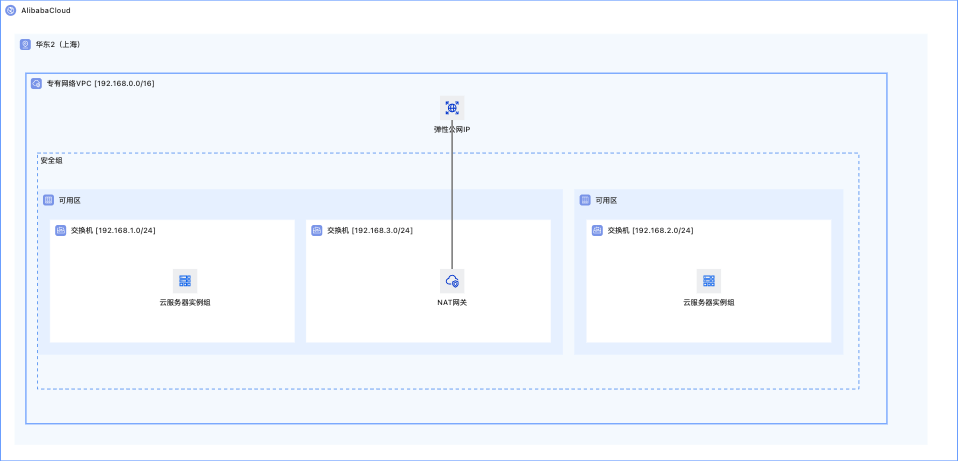 AlibabaCloud
华东2（上海）
专有网络VPC [192.168.0.0/16]
弹性公网IP
安全组
可用区
可用区
交换机 [192.168.1.0/24]
交换机 [192.168.3.0/24]
交换机 [192.168.2.0/24]
云服务器实例组
NAT网关
云服务器实例组